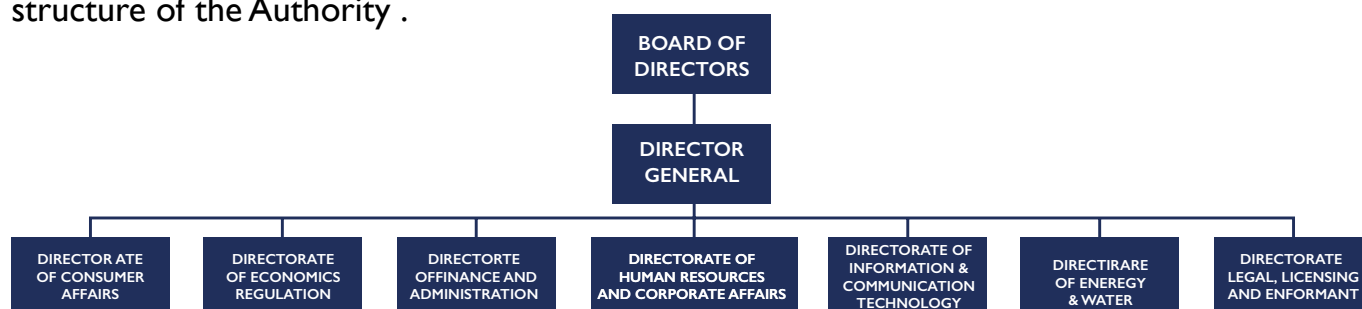 structure of the Authority .
BOARD OF
DIRECTORS
DIRECTOR
GENERAL
DIRECTOR ATE
OF CONSUMER
AFFAIRS
DIRECTORATE
OF ECONOMICS
REGULATION
DIRECTORTE
OFFINANCE AND
ADMINISTRATION
DIRECTORATE OF
HUMAN RESOURCES
AND CORPORATE AFFAIRS
DIRECTORATE OF
INFORMATION &
COMMUNICATION
TECHNOLOGY
DIRECTIRARE
OF ENEREGY
& WATER
DIRECTORATE
LEGAL, LICENSING
AND ENFORMANT